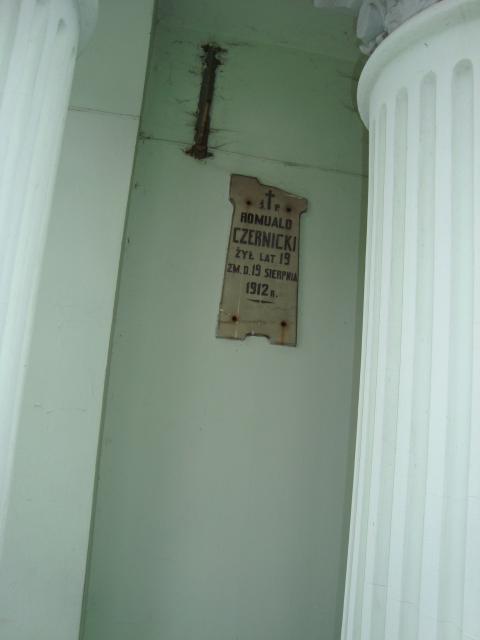 Ś. P.
ROMUALD
CZERNICKI
ŻYŁ LAT 19
ZM. D. 19 SIERPNIA
1912 R.